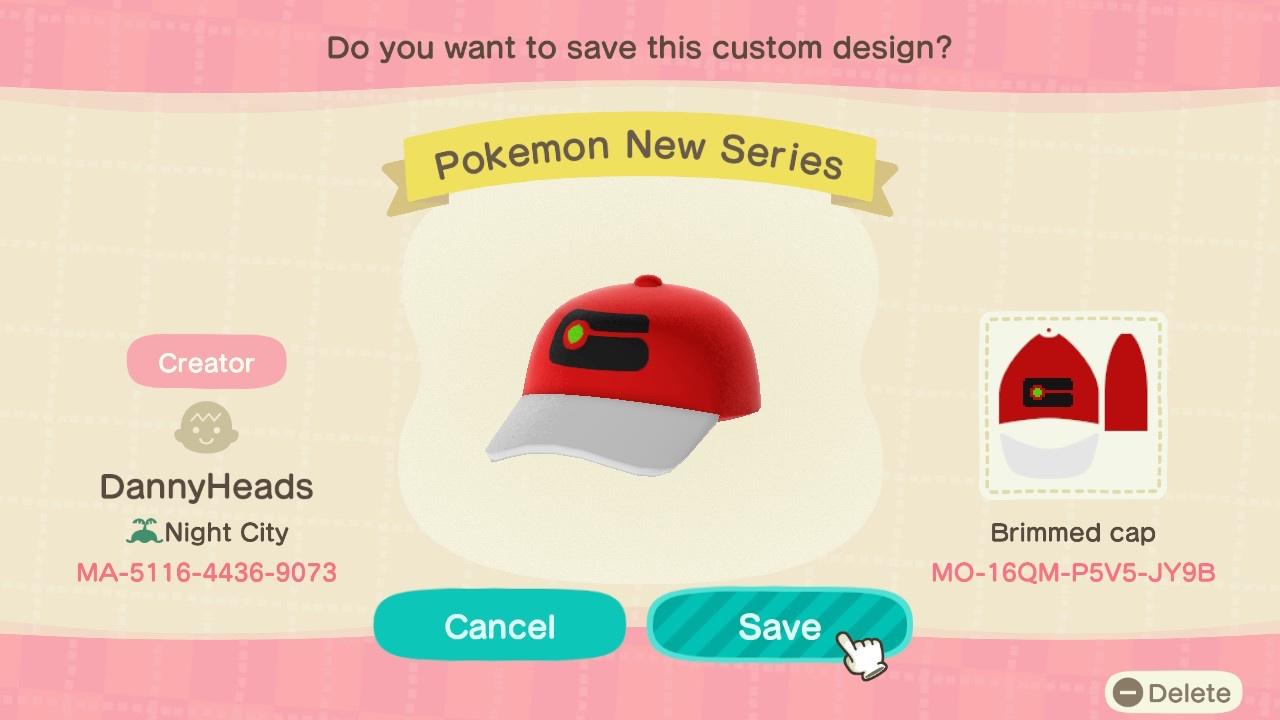 Do you want to save this custom design?
Pokemon New Series
Creator
DannyHeads
Night City
MA-5116-4436-9073
Brimmed cap
MO-16QM-P5V5-JY9B
Cancel
Save
Delete